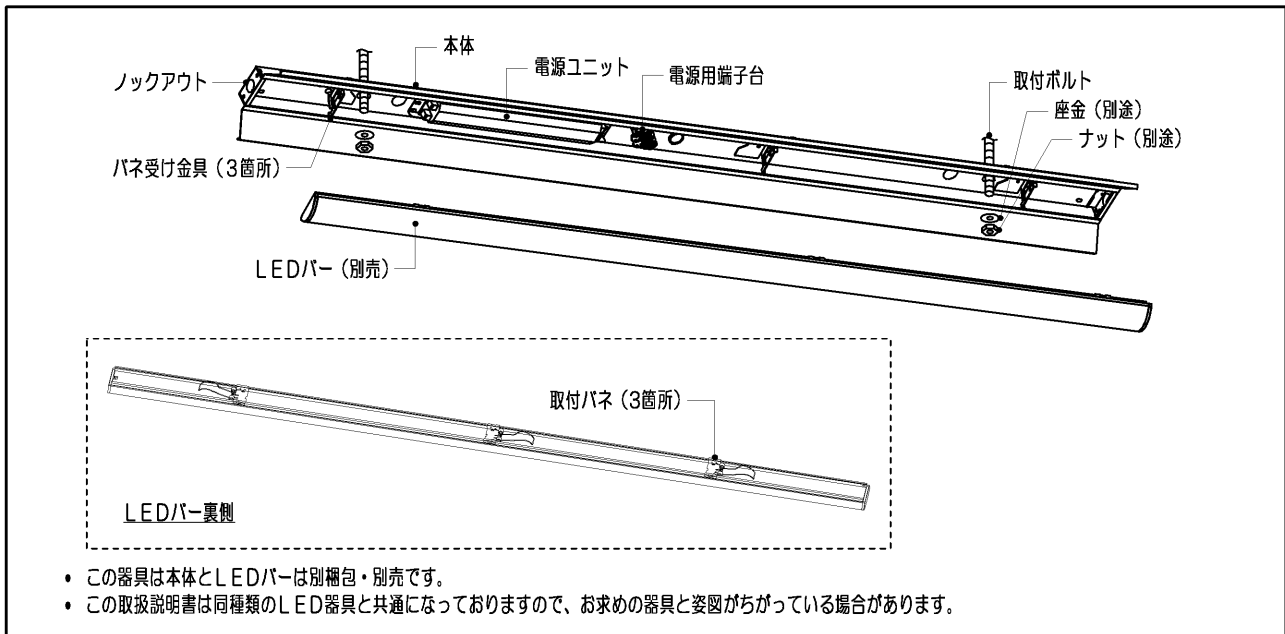 本体
電源ユニット
電源用端子台
取付ボルト
ノックアウト
座金（別途）
ナット（別途）
バネ受け金具（3箇所）
ＬＥＤバー（別売）
取付バネ（3箇所）
ＬＥＤバー裏側
• この器具は本体とＬＥＤバーは別梱包・別売です。
• この取扱説明書は同種類のＬＥＤ器具と共通になっておりますので、お求めの器具と姿図がちがっている場合があります。